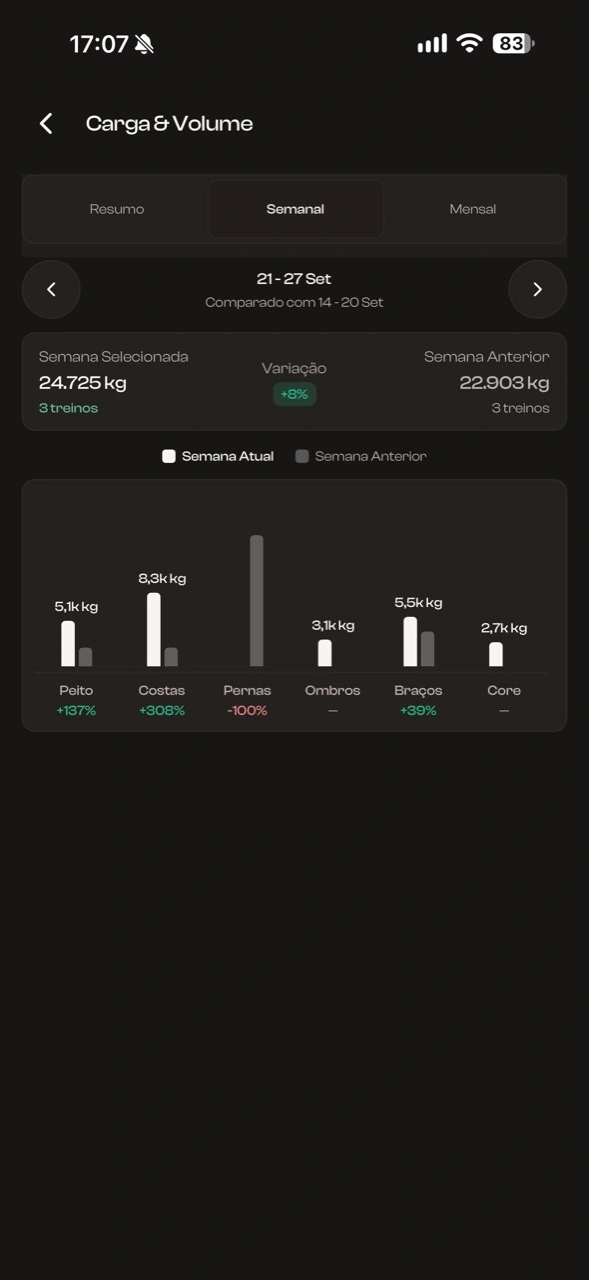 17:07
83
Carga & Volume
Resumo Semanal Mensal
21 - 27 Set
Comparado com 14 - 20 Set
Semana Selecionada
24.725 kg
3 treinos
Variação
+8%
Semana Anterior
22.903 kg
3 treinos
Semana Atual Semana Anterior
5,1k kg 8,3k kg 3,1k kg 5,5k kg 2,7k kg
Peito Costas Pernas Ombros Braços Core
+137% +308% -100% — +39% —